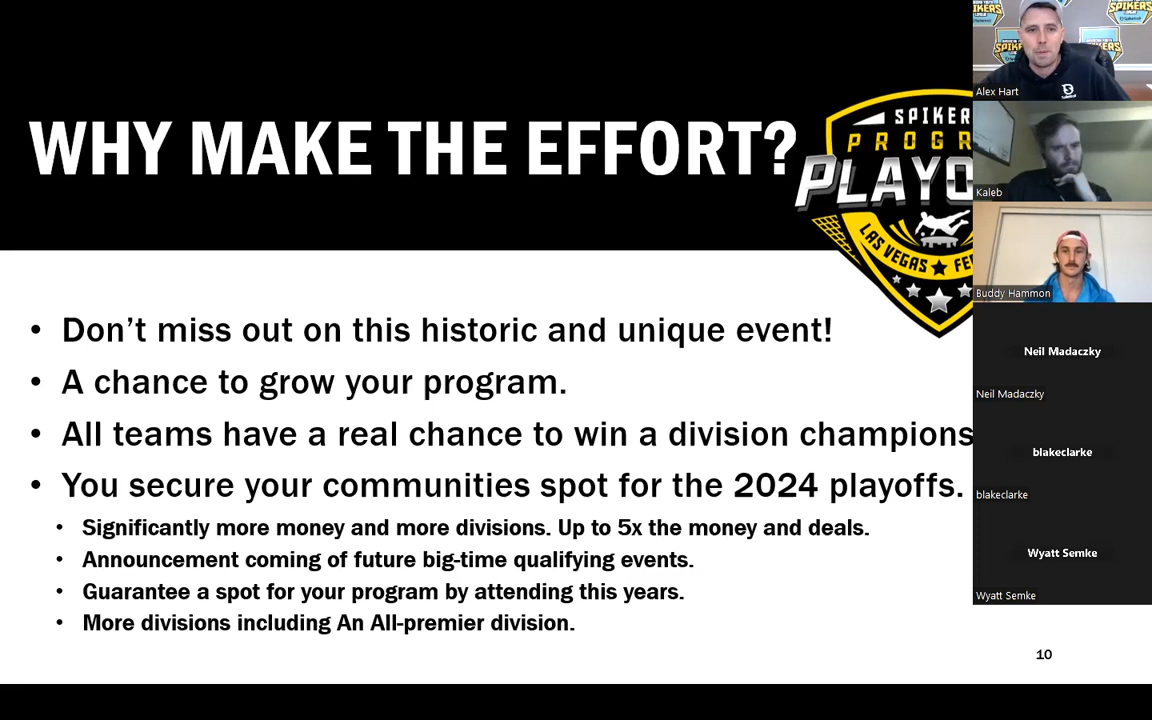 WHY MAKE THE EFFORT?
SPIKER
PROGR
PLAYO
LAS VEGAS ★ FE
• Don't miss out on this historic and unique event!
• A chance to grow your program.
• All teams have a real chance to win a division champions
• You secure your communities spot for the 2024 playoffs.
• Significantly more money and more divisions. Up to 5x the money and deals.
• Announcement coming of future big-time qualifying events.
• Guarantee a spot for your program by attending this years.
• More divisions including An All-premier division.
10
SPIKERS
SPIKERS
Alex Hart
Kaleb
Buddy Hammon
Neil Madaczky
Neil Madaczky
blakeclarke
blakeclarke
Wyatt Semke
Wyatt Semke